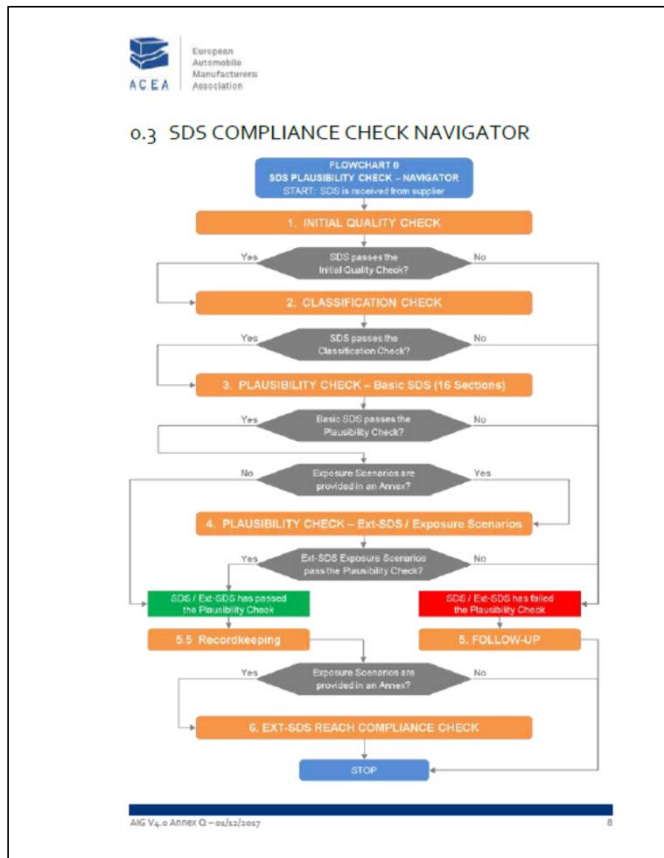 European
Automobile
Manufacturers
Association
ACEA
0.3 SDS COMPLIANCE CHECK NAVIGATOR
FLOWCHART 0
SDS PLAUSIBILITY CHECK – NAVIGATOR
START: SDS is received from supplier
1. INITIAL QUALITY CHECK
Yes
SDS passes the
Initial Quality Check?
No
2. CLASSIFICATION CHECK
Yes
SDS passes the
Classification Check?
No
3. PLAUSIBILITY CHECK – Basic SDS (16 Sections)
Yes
Basic SDS passes the
Plausibility Check?
No
No
Exposure Scenarios are
provided in an Annex?
Yes
4. PLAUSIBILITY CHECK – Ext-SDS / Exposure Scenarios
Yes
Ext-SDS Exposure Scenarios
pass the Plausibility Check?
No
SDS / Ext-SDS has passed
the Plausibility Check
SDS / Ext-SDS has failed
the Plausibility Check
5.5 Recordkeeping
5. FOLLOW-UP
Yes
Exposure Scenarios are
provided in an Annex?
No
6. EXT-SDS REACH COMPLIANCE CHECK
STOP
AIG V4.0 Annex Q – 01/12/2017
8